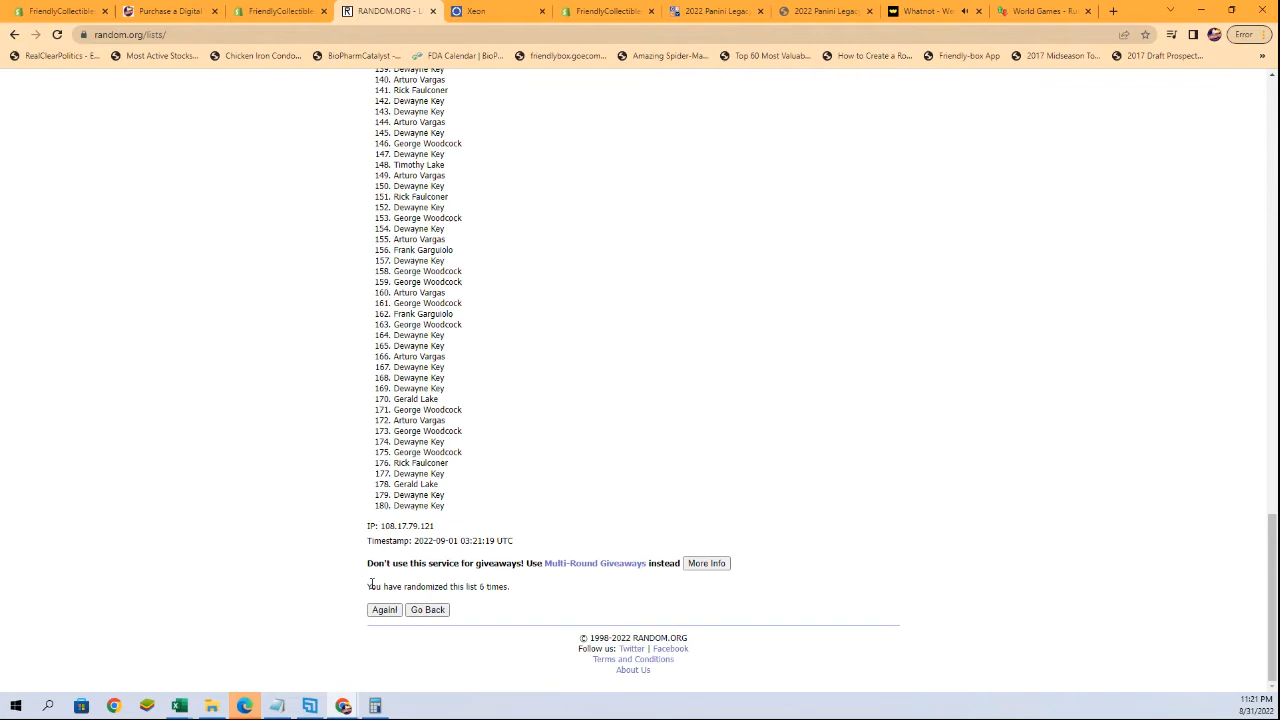 FriendlyCollectible
Purchase a Digital
FriendlyCollectible
RANDOM.ORG - L
Xeon
FriendlyCollectible
2022 Panini Legacy
2022 Panini Legacy
Whatnot - We
World Games - Ru
random.org/lists/
Error
RealClearPolitics - E...
Most Active Stocks...
Chicken Iron Condo...
BioPharmCatalyst -...
FDA Calendar | BioP...
friendlybox.goecom...
Amazing Spider-Ma...
Top 60 Most Valuab...
How to Create a Ro...
Friendly-box App
2017 Midseason To...
2017 Draft Prospect...
139. Dewayne Key
140. Arturo Vargas
141. Rick Faulconer
142. Dewayne Key
143. Dewayne Key
144. Arturo Vargas
145. Dewayne Key
146. George Woodcock
147. Dewayne Key
148. Timothy Lake
149. Arturo Vargas
150. Dewayne Key
151. Rick Faulconer
152. Dewayne Key
153. George Woodcock
154. Dewayne Key
155. Arturo Vargas
156. Frank Garguiolo
157. Dewayne Key
158. George Woodcock
159. George Woodcock
160. Arturo Vargas
161. George Woodcock
162. Frank Garguiolo
163. George Woodcock
164. Dewayne Key
165. Dewayne Key
166. Arturo Vargas
167. Dewayne Key
168. Dewayne Key
169. Dewayne Key
170. Gerald Lake
171. George Woodcock
172. Arturo Vargas
173. George Woodcock
174. Dewayne Key
175. George Woodcock
176. Rick Faulconer
177. Dewayne Key
178. Gerald Lake
179. Dewayne Key
180. Dewayne Key
IP: 108.17.79.121
Timestamp: 2022-09-01 03:21:19 UTC
Don't use this service for giveaways! Use Multi-Round Giveaways instead More Info
You have randomized this list 6 times.
Again! Go Back
© 1998-2022 RANDOM.ORG
Follow us: Twitter | Facebook
Terms and Conditions
About Us
11:21 PM
8/31/2022